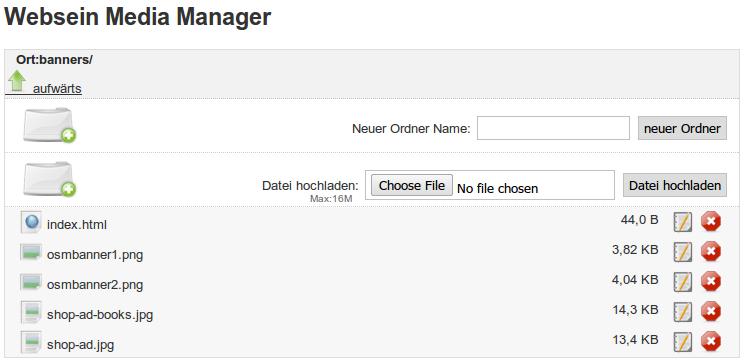 Websein Media Manager
Ort:banners/
aufwärts
Neuer Ordner Name: neuer Ordner
Datei hochladen: Choose File No file chosen Datei hochladen
Max:16M
index.html 44,0 B
osmbanner1.png 3,82 KB
osmbanner2.png 4,04 KB
shop-ad-books.jpg 14,3 KB
shop-ad.jpg 13,4 KB